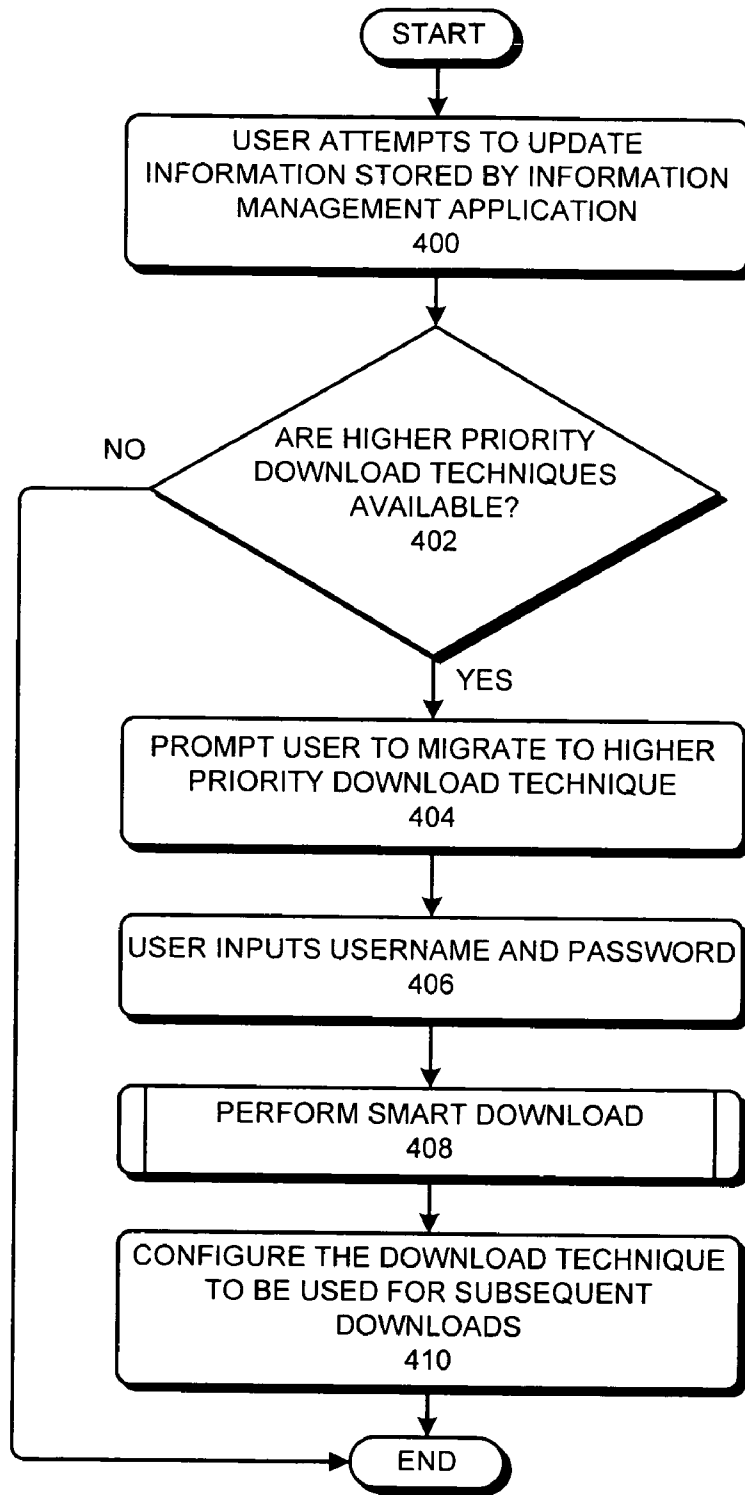 START
USER ATTEMPTS TO UPDATE
INFORMATION STORED BY INFORMATION
MANAGEMENT APPLICATION
400
NO
ARE HIGHER PRIORITY
DOWNLOAD TECHNIQUES
AVAILABLE?
402
YES
PROMPT USER TO MIGRATE TO HIGHER
PRIORITY DOWNLOAD TECHNIQUE
404
USER INPUTS USERNAME AND PASSWORD
406
PERFORM SMART DOWNLOAD
408
CONFIGURE THE DOWNLOAD TECHNIQUE
TO BE USED FOR SUBSEQUENT
DOWNLOADS
410
END